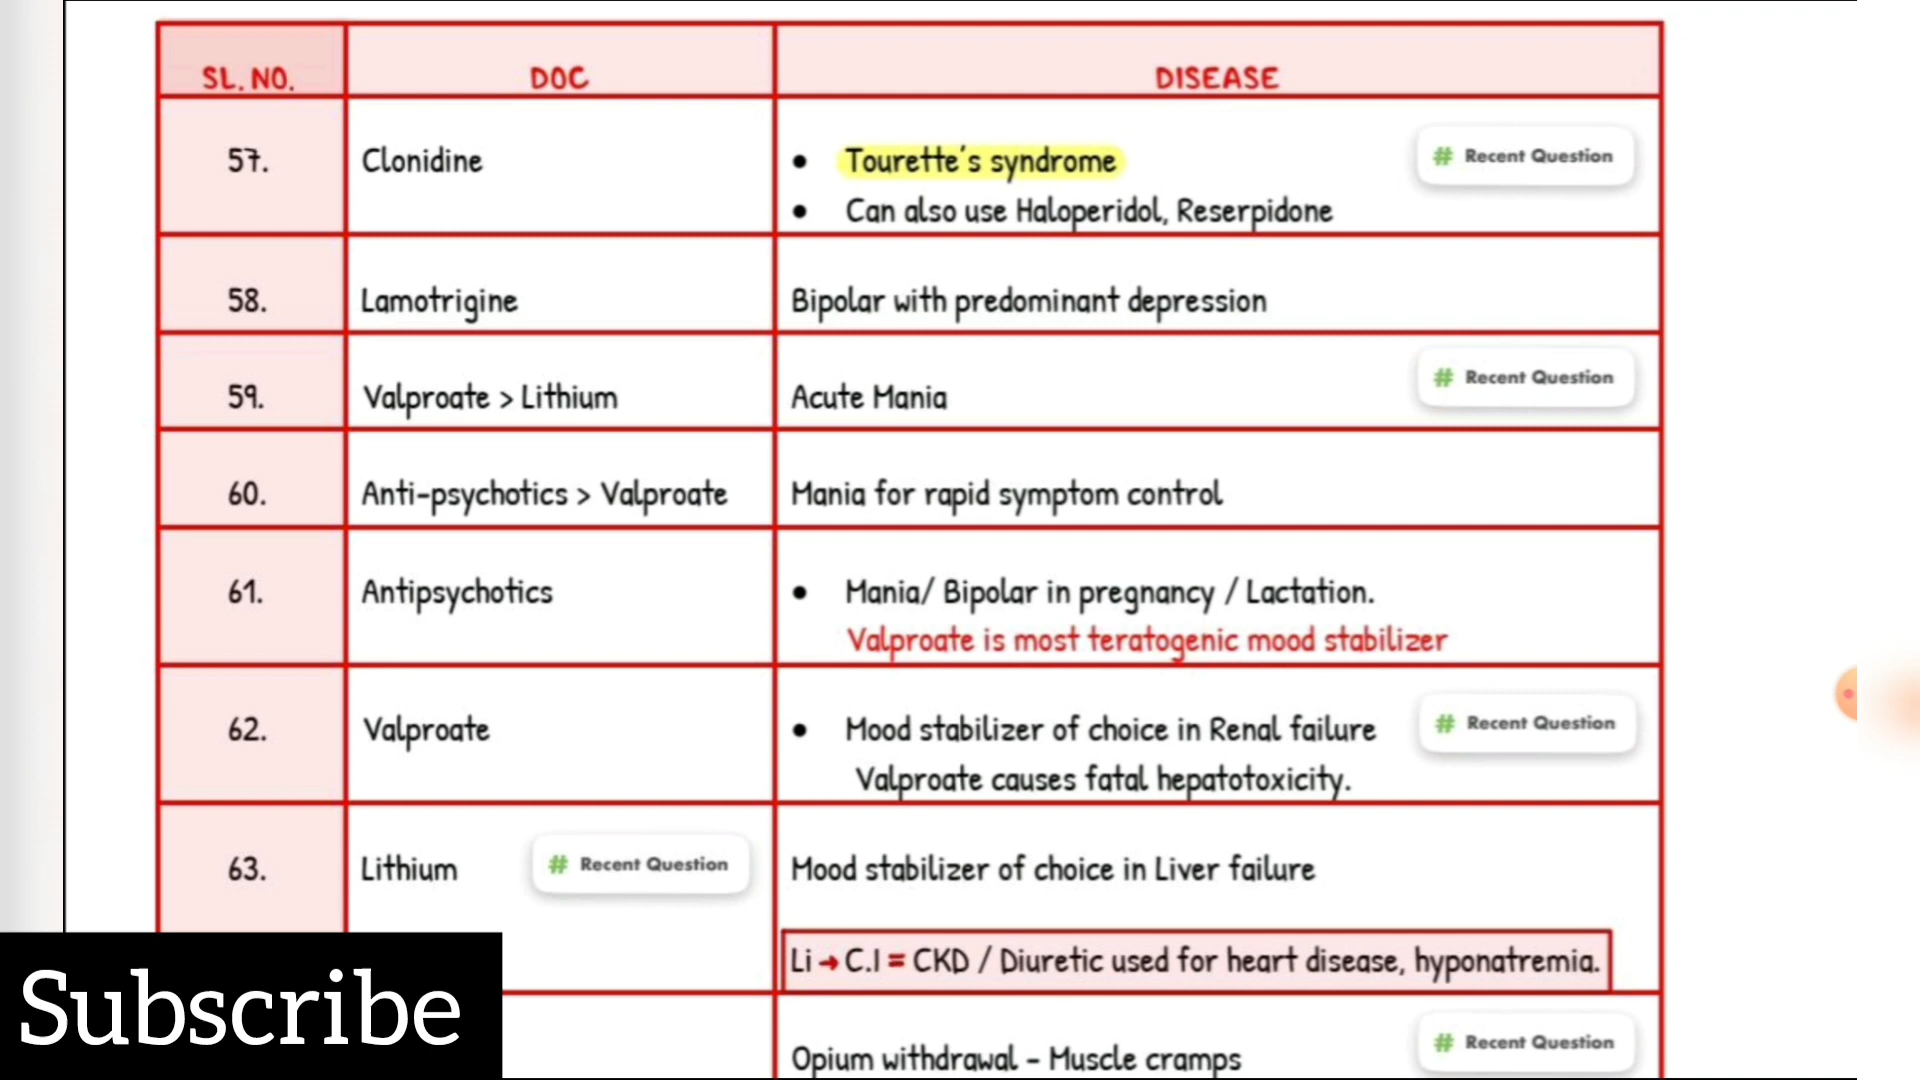 SL. NO. DOC DISEASE
57. Clonidine • Tourette's syndrome # Recent Question
• Can also use Haloperidol, Reserpidone
58. Lamotrigine Bipolar with predominant depression
59. Valproate > Lithium Acute Mania # Recent Question
60. Anti-psychotics > Valproate Mania for rapid symptom control
61. Antipsychotics • Mania/ Bipolar in pregnancy / Lactation.
Valproate is most teratogenic mood stabilizer
62. Valproate • Mood stabilizer of choice in Renal failure # Recent Question
Valproate causes fatal hepatotoxicity.
63. Lithium # Recent Question Mood stabilizer of choice in Liver failure
Li → C.I = CKD / Diuretic used for heart disease, hyponatremia.
Subscribe
Opium withdrawal - Muscle cramps # Recent Question